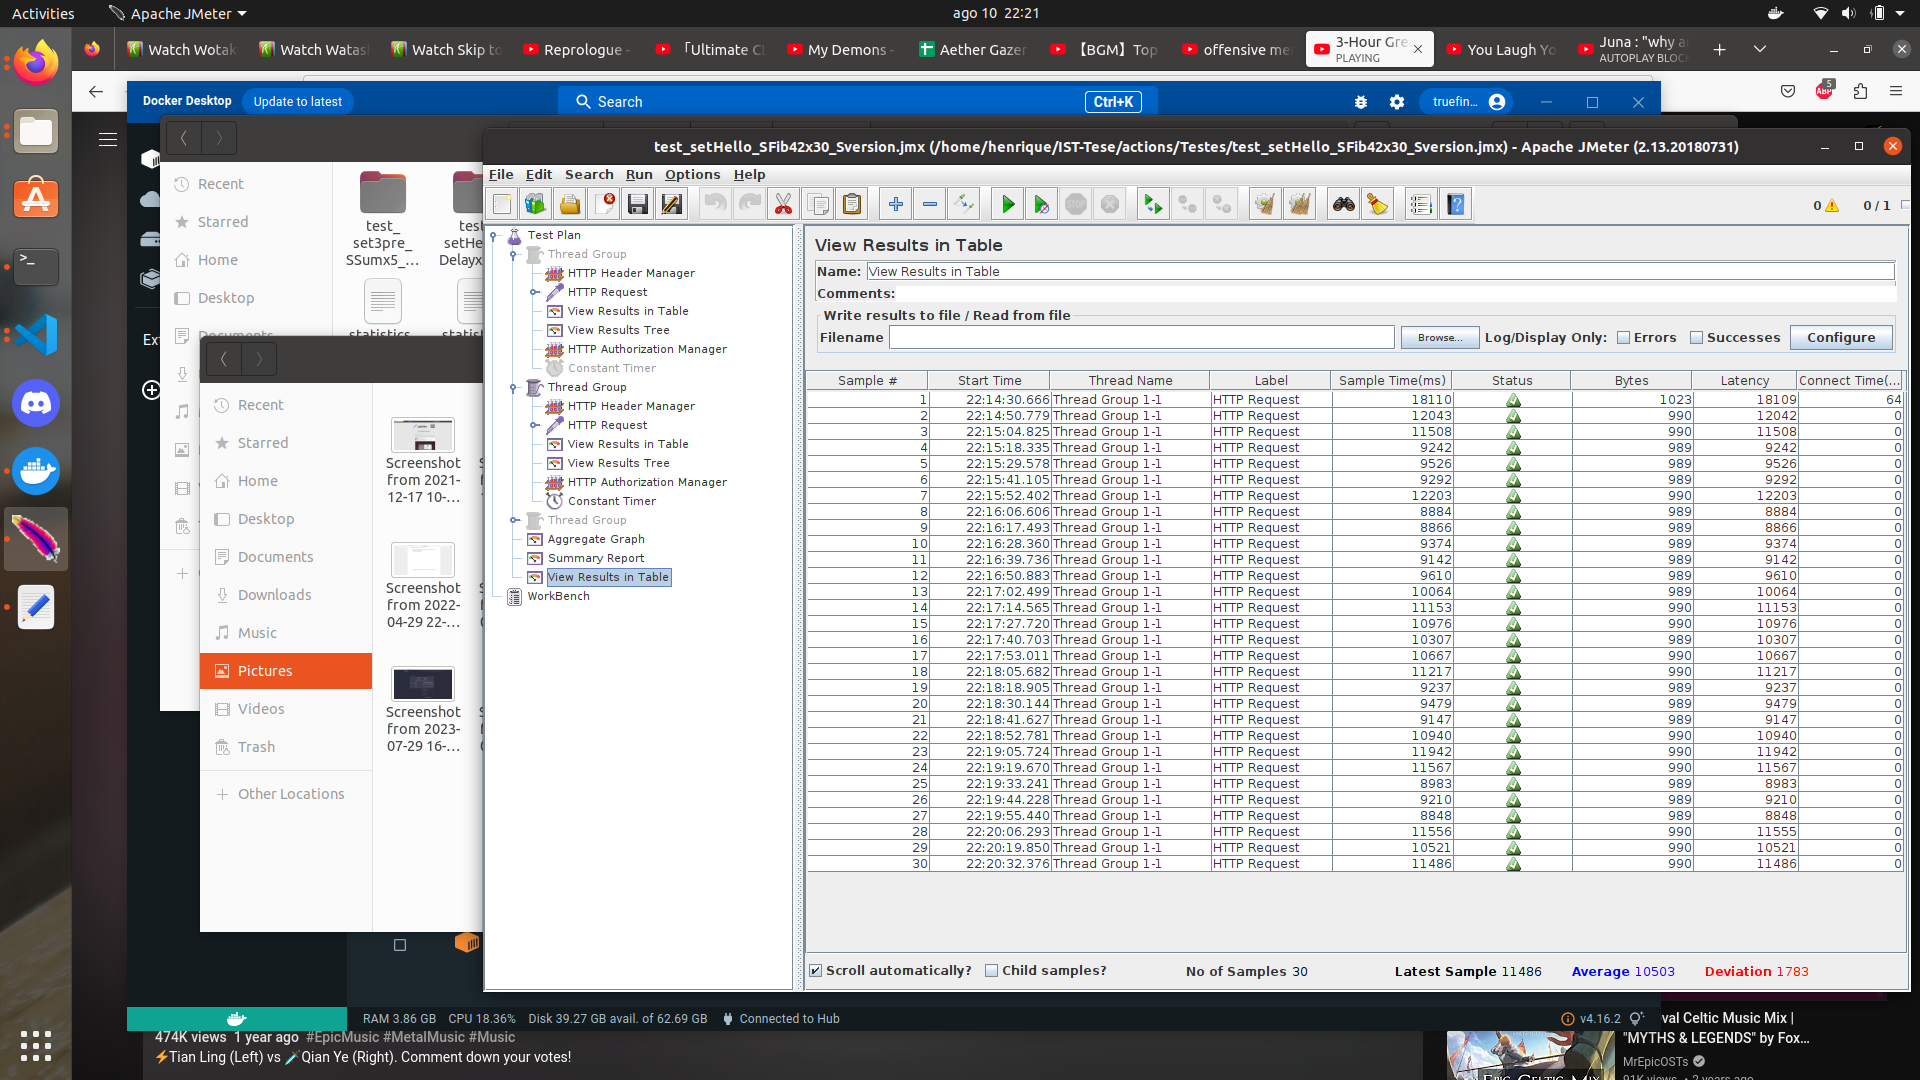 Activities
Apache JMeter
ago 10 22:21
Watch Wotak
Watch Watash
Watch Skip to
Reprologue -
「Ultimate Cl
My Demons -
Aether Gazer
【BGM】Top
offensive me
3-Hour Gre
PLAYING
You Laugh Yo
Juna : "why a
AUTOPLAY BLOC
Docker Desktop
Update to latest
Search
Ctrl+K
truefin...
5
ABP
test_setHello_SFib42x30_Sversion.jmx (/home/henrique/IST-Tese/actions/Testes/test_setHello_SFib42x30_Sversion.jmx) - Apache JMeter (2.13.20180731)
File Edit Search Run Options Help
0
0 / 1
Recent
Starred
Home
Desktop
Documents
test_
set3pre_
SSumx5_...
tes
setHe
Delayx
statistics
statis
Ext
Recent
Starred
Home
Desktop
Documents
Downloads
Music
Pictures
Videos
Trash
Other Locations
Screenshot
from 2021-
12-17 10-...
Screenshot
from 2022-
04-29 22-...
Screenshot
from 2023-
07-29 16-...
Test Plan
Thread Group
HTTP Header Manager
HTTP Request
View Results in Table
View Results Tree
HTTP Authorization Manager
Constant Timer
Thread Group
HTTP Header Manager
HTTP Request
View Results in Table
View Results Tree
HTTP Authorization Manager
Constant Timer
Thread Group
Aggregate Graph
Summary Report
View Results in Table
WorkBench
View Results in Table
Name: View Results in Table
Comments:
Write results to file / Read from file
Filename Browse... Log/Display Only: Errors Successes Configure
Sample # Start Time Thread Name Label Sample Time(ms) Status Bytes Latency Connect Time(...
1 22:14:30.666 Thread Group 1-1 HTTP Request 18110 1023 18109 64
2 22:14:50.779 Thread Group 1-1 HTTP Request 12043 990 12042 0
3 22:15:04.825 Thread Group 1-1 HTTP Request 11508 990 11508 0
4 22:15:18.335 Thread Group 1-1 HTTP Request 9242 989 9242 0
5 22:15:29.578 Thread Group 1-1 HTTP Request 9526 989 9526 0
6 22:15:41.105 Thread Group 1-1 HTTP Request 9292 989 9292 0
7 22:15:52.402 Thread Group 1-1 HTTP Request 12203 990 12203 0
8 22:16:06.606 Thread Group 1-1 HTTP Request 8884 989 8884 0
9 22:16:17.493 Thread Group 1-1 HTTP Request 8866 989 8866 0
10 22:16:28.360 Thread Group 1-1 HTTP Request 9374 989 9374 0
11 22:16:39.736 Thread Group 1-1 HTTP Request 9142 989 9142 0
12 22:16:50.883 Thread Group 1-1 HTTP Request 9610 989 9610 0
13 22:17:02.499 Thread Group 1-1 HTTP Request 10064 989 10064 0
14 22:17:14.565 Thread Group 1-1 HTTP Request 11153 990 11153 0
15 22:17:27.720 Thread Group 1-1 HTTP Request 10976 990 10976 0
16 22:17:40.703 Thread Group 1-1 HTTP Request 10307 989 10307 0
17 22:17:53.011 Thread Group 1-1 HTTP Request 10667 990 10667 0
18 22:18:05.682 Thread Group 1-1 HTTP Request 11217 990 11217 0
19 22:18:18.905 Thread Group 1-1 HTTP Request 9237 989 9237 0
20 22:18:30.144 Thread Group 1-1 HTTP Request 9479 989 9479 0
21 22:18:41.627 Thread Group 1-1 HTTP Request 9147 989 9147 0
22 22:18:52.781 Thread Group 1-1 HTTP Request 10940 990 10940 0
23 22:19:05.724 Thread Group 1-1 HTTP Request 11942 990 11942 0
24 22:19:19.670 Thread Group 1-1 HTTP Request 11567 990 11567 0
25 22:19:33.241 Thread Group 1-1 HTTP Request 8983 989 8983 0
26 22:19:44.228 Thread Group 1-1 HTTP Request 9210 989 9210 0
27 22:19:55.440 Thread Group 1-1 HTTP Request 8848 989 8848 0
28 22:20:06.293 Thread Group 1-1 HTTP Request 11556 990 11555 0
29 22:20:19.850 Thread Group 1-1 HTTP Request 10521 990 10521 0
30 22:20:32.376 Thread Group 1-1 HTTP Request 11486 990 11486 0
Scroll automatically? Child samples? No of Samples 30 Latest Sample 11486 Average 10503 Deviation 1783
RAM 3.86 GB CPU 18.36% Disk 39.27 GB avail. of 62.69 GB Connected to Hub
v4.16.2
474K views 1 year ago #EpicMusic #MetalMusic #Music
⚡Tian Ling (Left) vs 🗡Qian Ye (Right). Comment down your votes!
val Celtic Music Mix |
"MYTHS & LEGENDS" by Fox...
MrEpicOSTs
91K views • 2 years ago